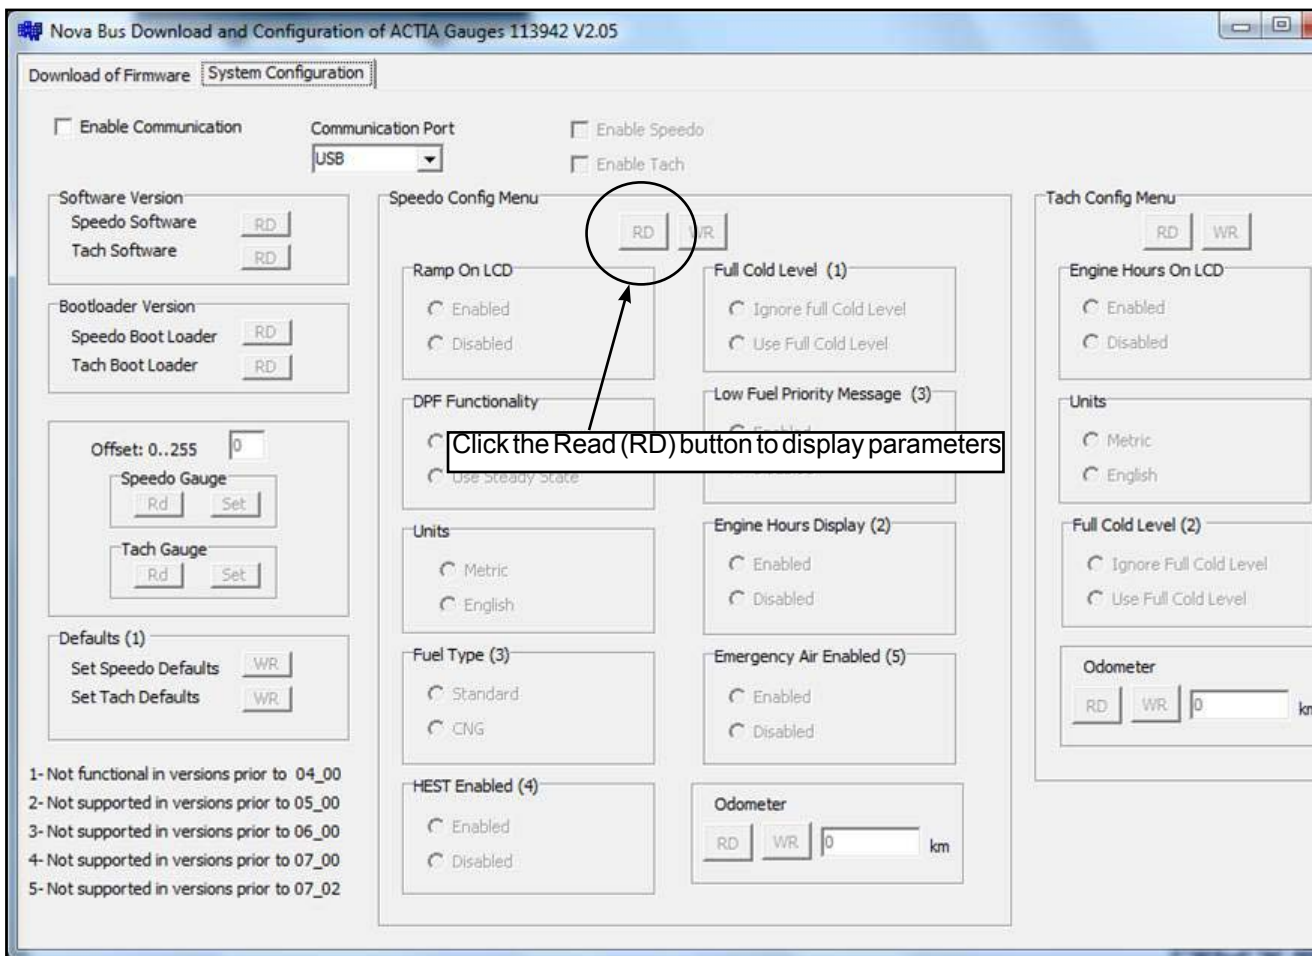 Nova Bus Download and Configuration of ACTIA Gauges 113942 V2.05
Download of Firmware
System Configuration
Enable Communication
Communication Port
USB
Enable Speedo
Enable Tach
Software Version
Speedo Software RD
Tach Software RD
Bootloader Version
Speedo Boot Loader RD
Tach Boot Loader RD
Offset: 0..255 0
Speedo Gauge
Rd Set
Tach Gauge
Rd Set
Defaults (1)
Set Speedo Defaults WR
Set Tach Defaults WR
1- Not functional in versions prior to 04_00
2- Not supported in versions prior to 05_00
3- Not supported in versions prior to 06_00
4- Not supported in versions prior to 07_00
5- Not supported in versions prior to 07_02
Speedo Config Menu
RD WR
Ramp On LCD
Enabled
Disabled
DPF Functionality
Use Steady State
Units
Metric
English
Fuel Type (3)
Standard
CNG
HEST Enabled (4)
Enabled
Disabled
Full Cold Level (1)
Ignore full Cold Level
Use Full Cold Level
Low Fuel Priority Message (3)
Click the Read (RD) button to display parameters
Engine Hours Display (2)
Enabled
Disabled
Emergency Air Enabled (5)
Enabled
Disabled
Odometer
RD WR 0 km
Tach Config Menu
RD WR
Engine Hours On LCD
Enabled
Disabled
Units
Metric
English
Full Cold Level (2)
Ignore Full Cold Level
Use Full Cold Level
Odometer
RD WR 0 km